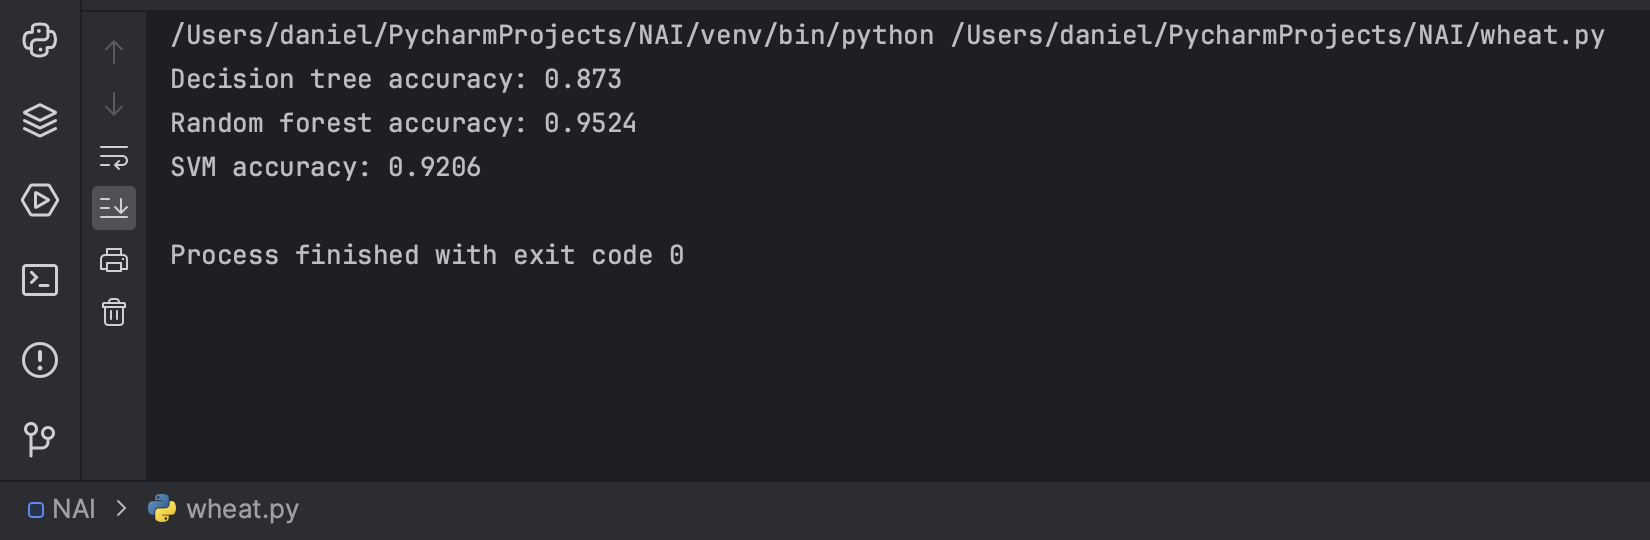 /Users/daniel/PycharmProjects/NAI/venv/bin/python /Users/daniel/PycharmProjects/NAI/wheat.py
Decision tree accuracy: 0.873
Random forest accuracy: 0.9524
SVM accuracy: 0.9206
Process finished with exit code 0
NAI > wheat.py